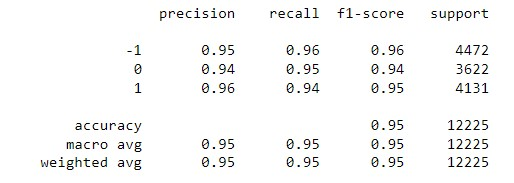 precision recall f1-score support
-1 0.95 0.96 0.96 4472
0 0.94 0.95 0.94 3622
1 0.96 0.94 0.95 4131
accuracy 0.95 12225
macro avg 0.95 0.95 0.95 12225
weighted avg 0.95 0.95 0.95 12225